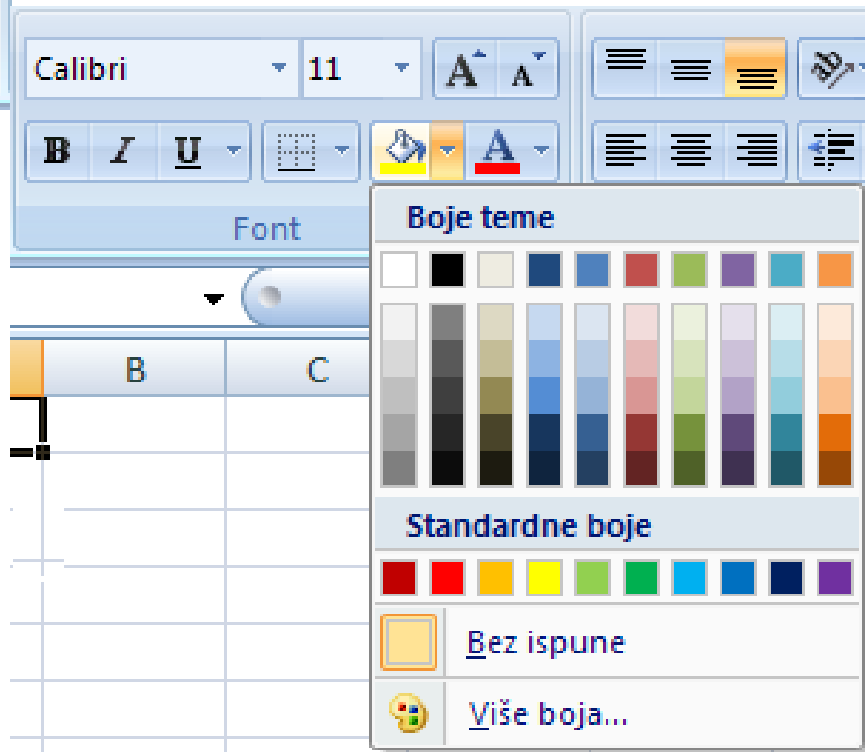 Calibri 11 A A
B I U A
Font
Boje teme
B C
Standardne boje
Bez ispune
Više boja...